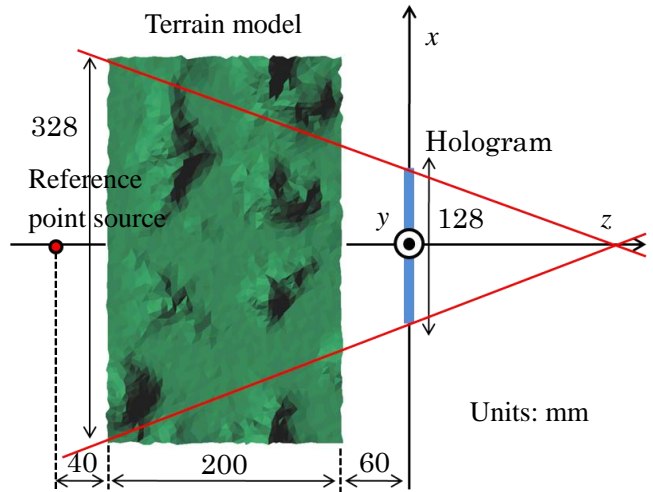 Terrain model
x
328
Hologram
Reference
point source
y
128
z
Units: mm
40
200
60